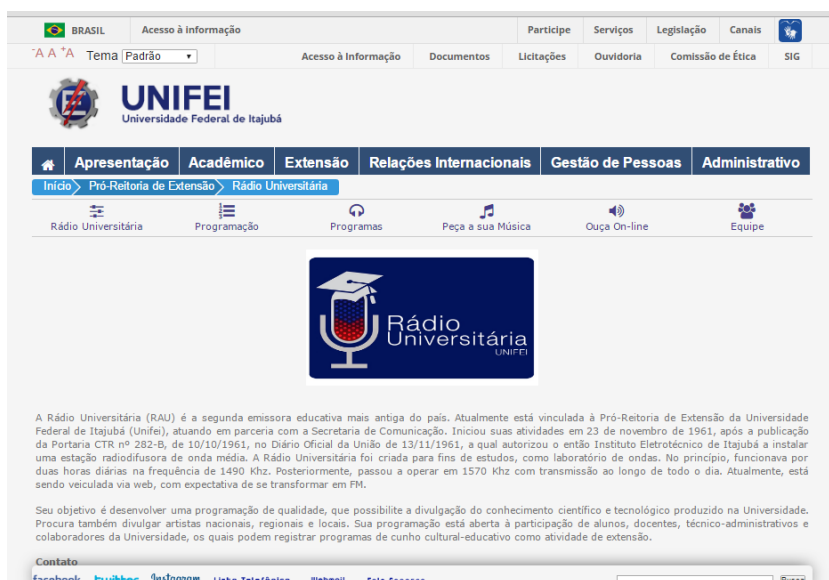 BRASIL Acesso à informação Participe Serviços Legislação Canais
-A A +A Tema Padrão Acesso à Informação Documentos Licitações Ouvidoria Comissão de Ética SIG
UNIFEI
Universidade Federal de Itajubá
Apresentação Acadêmico Extensão Relações Internacionais Gestão de Pessoas Administrativo
Início Pró-Reitoria de Extensão Rádio Universitária
Rádio Universitária Programação Programas Peça a sua Música Ouça On-line Equipe
Rádio
Universitária
UNIFEI
A Rádio Universitária (RAU) é a segunda emissora educativa mais antiga do país. Atualmente está vinculada à Pró-Reitoria de Extensão da Universidade
Federal de Itajubá (Unifei), atuando em parceria com a Secretaria de Comunicação. Iniciou suas atividades em 23 de novembro de 1961, após a publicação
da Portaria CTR nº 282-B, de 10/10/1961, no Diário Oficial da União de 13/11/1961, a qual autorizou o então Instituto Eletrotécnico de Itajubá a instalar
uma estação radiodifusora de onda média. A Rádio Universitária foi criada para fins de estudos, como laboratório de ondas. No princípio, funcionava por
duas horas diárias na frequência de 1490 Khz. Posteriormente, passou a operar em 1570 Khz com transmissão ao longo de todo o dia. Atualmente, está
sendo veiculada via web, com expectativa de se transformar em FM.
Seu objetivo é desenvolver uma programação de qualidade, que possibilite a divulgação do conhecimento científico e tecnológico produzido na Universidade.
Procura também divulgar artistas nacionais, regionais e locais. Sua programação está aberta à participação de alunos, docentes, técnico-administrativos e
colaboradores da Universidade, os quais podem registrar programas de cunho cultural-educativo como atividade de extensão.
Contato
facebook twitter Instagram Lista Telefônica Webmail Fale Conosco Busca